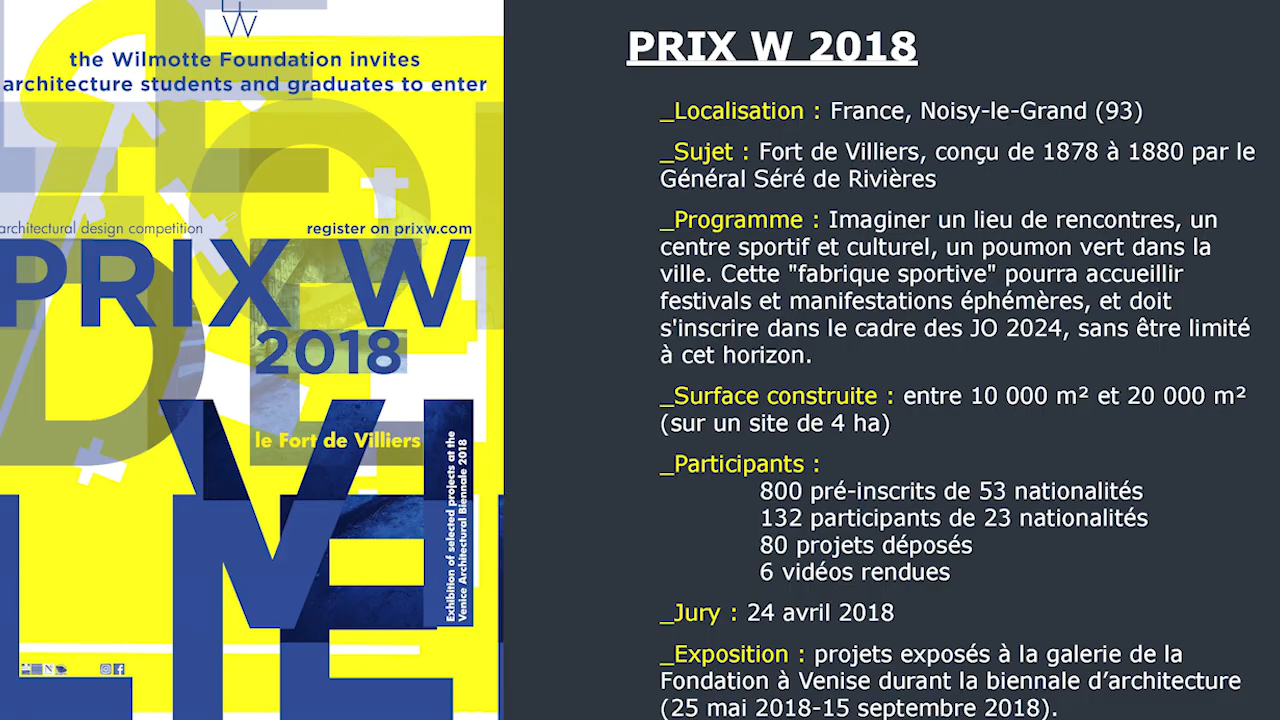 W
the Wilmotte Foundation invites
architecture students and graduates to enter
architectural design competition
register on prixw.com
PRIX W
2018
le Fort de Villiers
Exhibition of selected projects at the
Venice Architectural Biennale 2018
PRIX W 2018
_Localisation : France, Noisy-le-Grand (93)
_Sujet : Fort de Villiers, conçu de 1878 à 1880 par le
Général Séré de Rivières
_Programme : Imaginer un lieu de rencontres, un
centre sportif et culturel, un poumon vert dans la
ville. Cette "fabrique sportive" pourra accueillir
festivals et manifestations éphémères, et doit
s'inscrire dans le cadre des JO 2024, sans être limité
à cet horizon.
_Surface construite : entre 10 000 m² et 20 000 m²
(sur un site de 4 ha)
_Participants :
800 pré-inscrits de 53 nationalités
132 participants de 23 nationalités
80 projets déposés
6 vidéos rendues
_Jury : 24 avril 2018
_Exposition : projets exposés à la galerie de la
Fondation à Venise durant la biennale d’architecture
(25 mai 2018-15 septembre 2018).